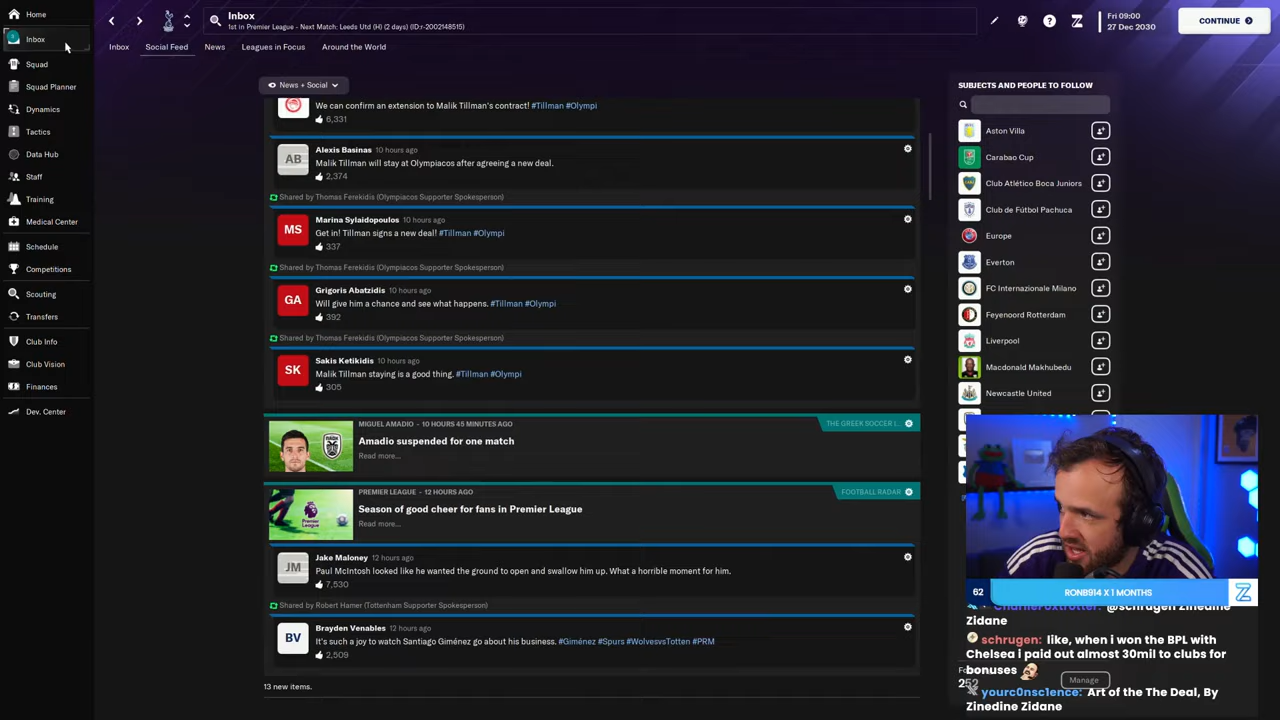 Home
Inbox
Squad
Squad Planner
Dynamics
Tactics
Data Hub
Staff
Training
Medical Center
Schedule
Competitions
Scouting
Transfers
Club Info
Club Vision
Finances
Dev. Center
Inbox
1st in Premier League - Next Match: Leeds Utd (H) (2 days) (ID:r-2002148515)
Fri 09:00
27 Dec 2030
CONTINUE
Inbox
Social Feed
News
Leagues in Focus
Around the World
News + Social
We can confirm an extension to Malik Tillman's contract! #Tillman #Olympi
6,331
AB
Alexis Basinas 10 hours ago
Malik Tillman will stay at Olympiacos after agreeing a new deal.
2,374
Shared by Thomas Ferekidis (Olympiacos Supporter Spokesperson)
MS
Marina Sylaidopoulos 10 hours ago
Get in! Tillman signs a new deal! #Tillman #Olympi
337
Shared by Thomas Ferekidis (Olympiacos Supporter Spokesperson)
GA
Grigoris Abatzidis 10 hours ago
Will give him a chance and see what happens. #Tillman #Olympi
392
Shared by Thomas Ferekidis (Olympiacos Supporter Spokesperson)
SK
Sakis Ketikidis 10 hours ago
Malik Tillman staying is a good thing. #Tillman #Olympi
305
MIGUEL AMADIO - 10 HOURS 45 MINUTES AGO
THE GREEK SOCCER I...
Amadio suspended for one match
Read more...
PREMIER LEAGUE - 12 HOURS AGO
FOOTBALL RADAR
Season of good cheer for fans in Premier League
Read more...
JM
Jake Maloney 12 hours ago
Paul McIntosh looked like he wanted the ground to open and swallow him up. What a horrible moment for him.
7,530
Shared by Robert Hamer (Tottenham Supporter Spokesperson)
BV
Brayden Venables 12 hours ago
It's such a joy to watch Santiago Giménez go about his business. #Giménez #Spurs #WolvesvsTotten #PRM
2,509
13 new items.
SUBJECTS AND PEOPLE TO FOLLOW
Aston Villa
Carabao Cup
Club Atlético Boca Juniors
Club de Fútbol Pachuca
Europe
Everton
FC Internazionale Milano
Feyenoord Rotterdam
Liverpool
Macdonald Makhubedu
Newcastle United
62
RONB914 X 1 MONTHS
CharlieFoxtrotter: @schrugen Zinedine
Zidane
schrugen: like, when i won the BPL with
Chelsea i paid out almost 30mil to clubs for
bonuses
252
Manage
yourc0nsc1ence: Art of the The Deal, By
Zinedine Zidane